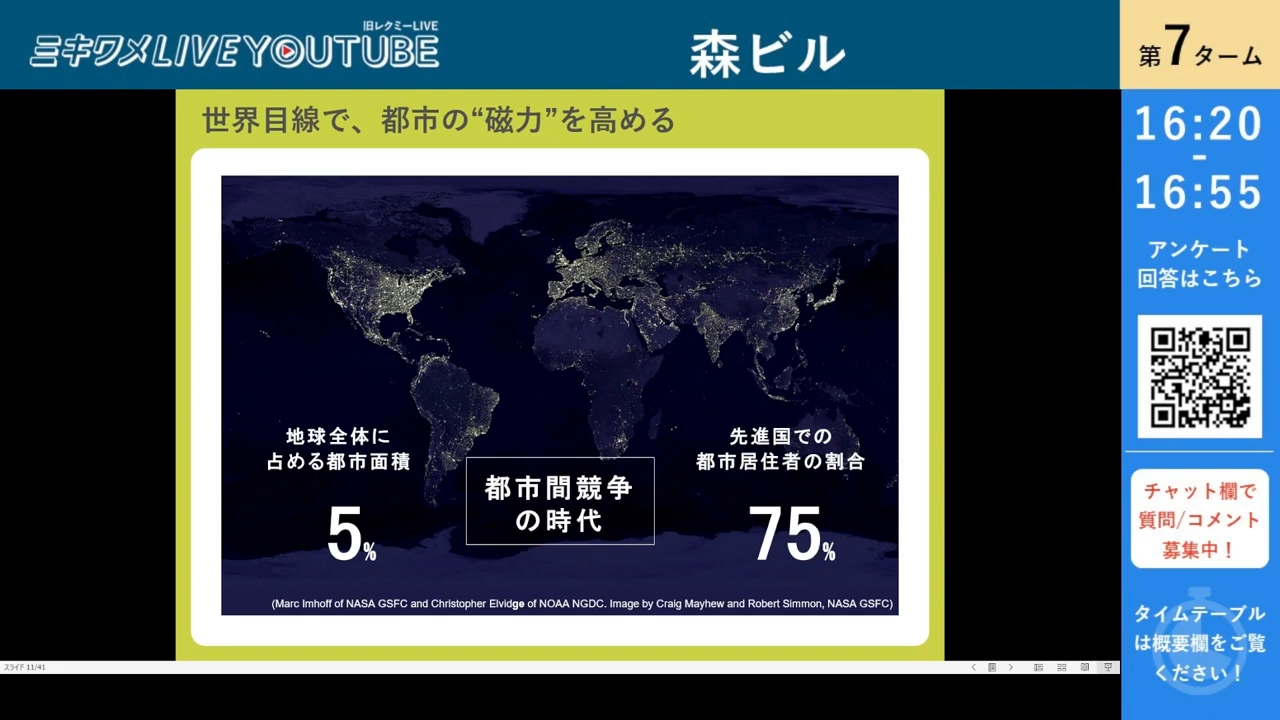 旧レクミーLIVE
ミキワメLIVE YOUTUBE
森ビル
第7ターム
世界目線で、都市の“磁力”を高める
地球全体に
占める都市面積
5%
都市間競争
の時代
先進国での
都市居住者の割合
75%
(Marc Imhoff of NASA GSFC and Christopher Elvidge of NOAA NGDC. Image by Craig Mayhew and Robert Simmon, NASA GSFC)
スライド 11/41
16:20
-
16:55
アンケート
回答はこちら
チャット欄で
質問/コメント
募集中！
タイムテーブル
は概要欄をご覧
ください！